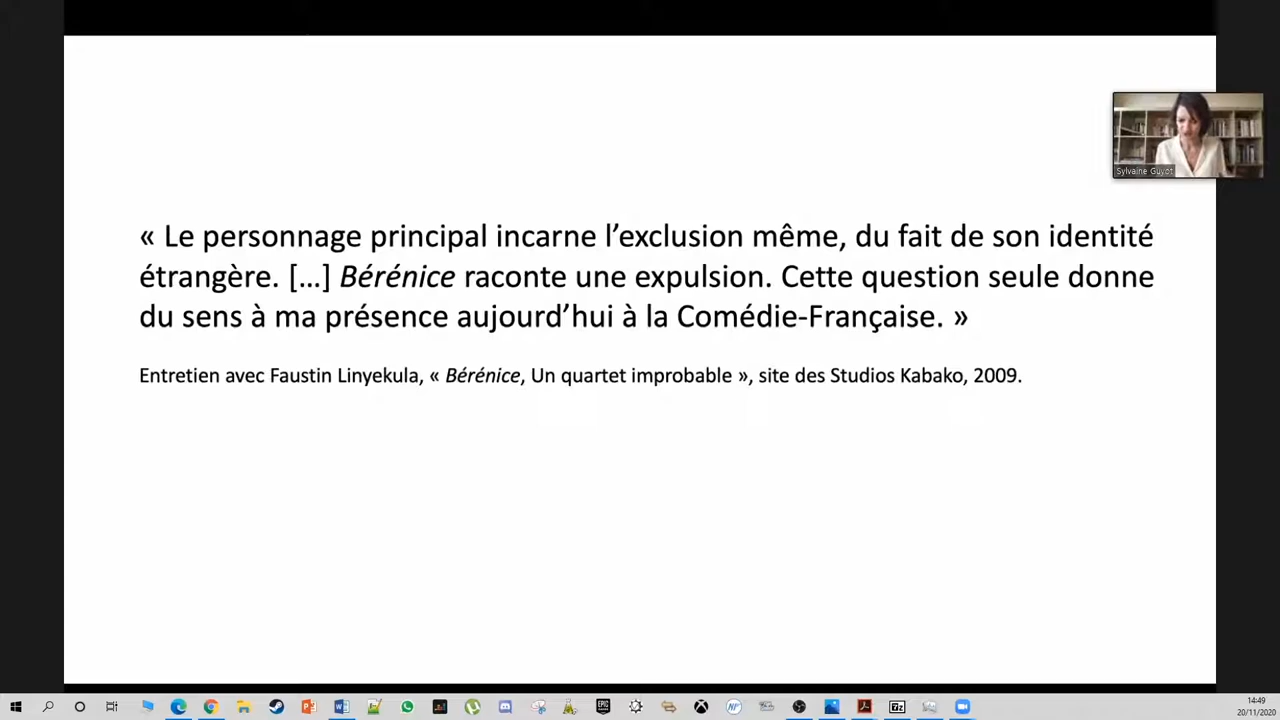 Sylvaine Guyot
« Le personnage principal incarne l’exclusion même, du fait de son identité
étrangère. […] Bérénice raconte une expulsion. Cette question seule donne
du sens à ma présence aujourd’hui à la Comédie-Française. »
Entretien avec Faustin Linyekula, « Bérénice, Un quartet improbable », site des Studios Kabako, 2009.
EPIC
14:49
20/11/2020